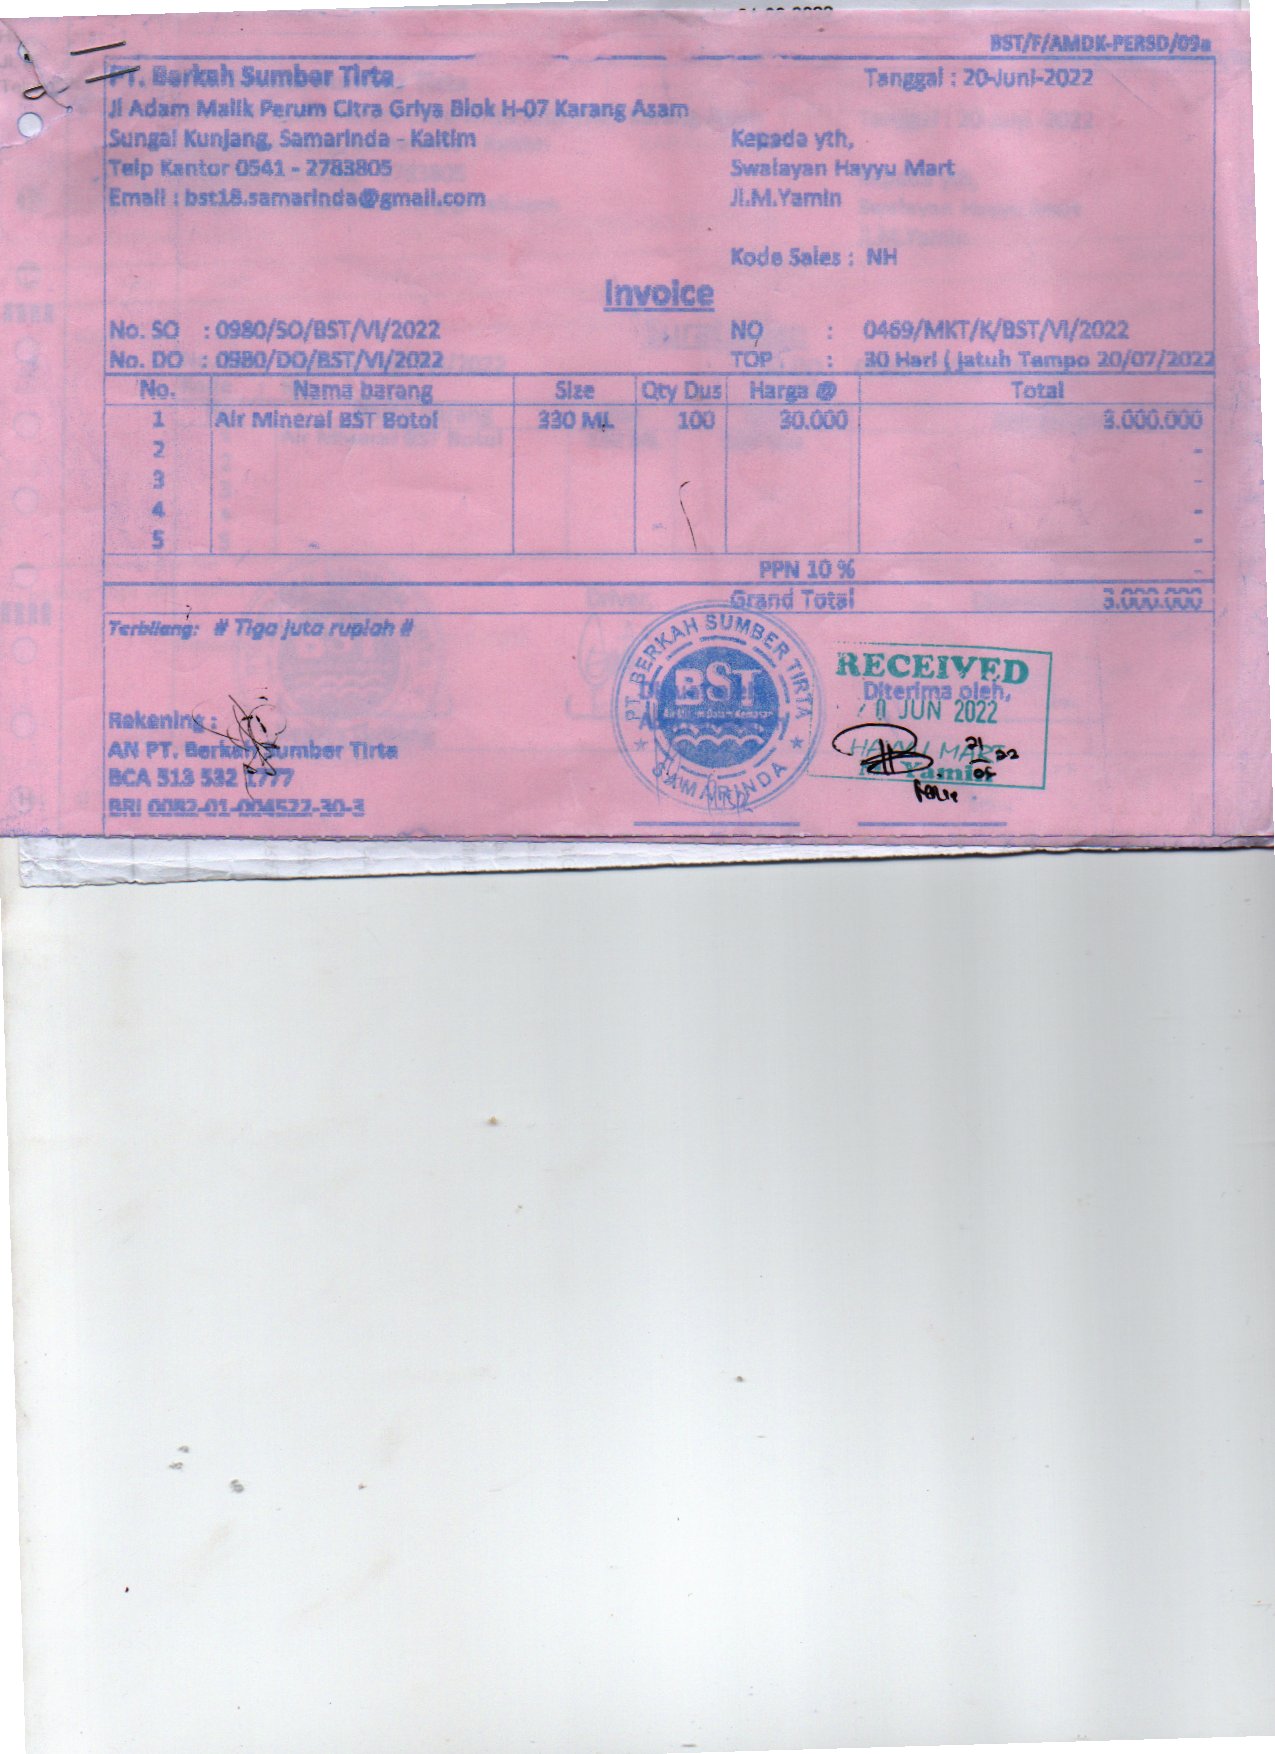 BST/F/AMDK-PERSD/09a
PT. Berkah Sumber Tirta
Tanggal : 20-Juni-2022
Jl Adam Malik Perum Citra Griya Blok H-07 Karang Asam
Sungai Kunjang, Samarinda - Kaltim
Kepada yth,
Telp Kantor 0541 - 2783805
Swalayan Hayyu Mart
Email : bst18.samarinda@gmail.com
Jl.M.Yamin
Kode Sales : NH
Invoice
No. SO : 0980/SO/BST/VI/2022
NO : 0469/MKT/K/BST/VI/2022
No. DO : 0980/DO/BST/VI/2022
TOP : 30 Hari ( jatuh Tampo 20/07/2022
No. Nama barang Size Qty Dus Harga @ Total
1 Air Mineral BST Botol 330 ML 100 30.000 3.000.000
2 -
3 -
4 -
5 -
PPN 10 % -
Grand Total 3.000.000
Terbilang: # Tiga juta rupiah #
PT. BERKAH SUMBER TIRTA
BST
SAMARINDA
RECEIVED
Diterima oleh,
0 JUN 2022
HAYYU MART
Yamin
Rekening :
AN PT. Berkah Sumber Tirta
BCA 513 532 1777
BRI 0082-01-004522-30-3